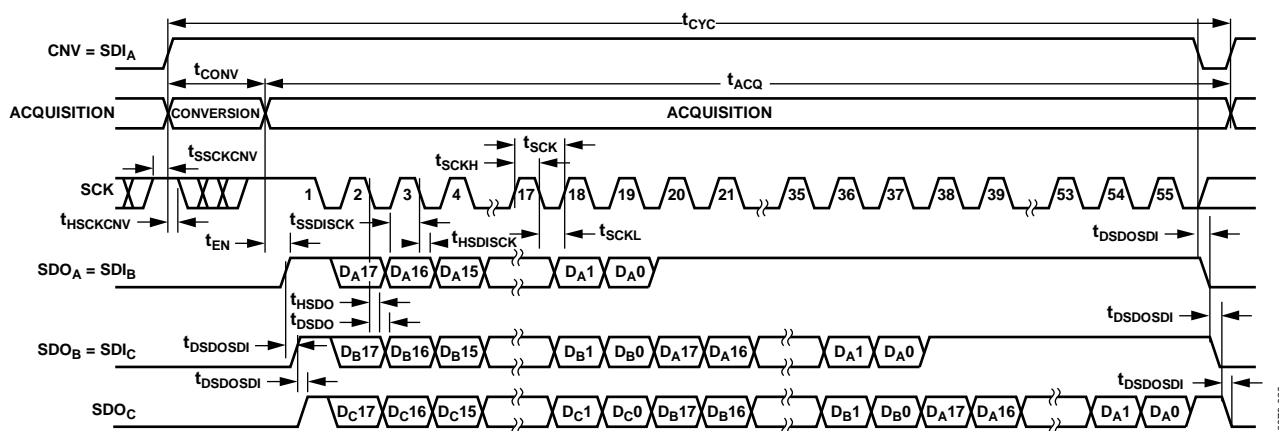 tCYC
CNV = SDIA
tCONV
tACQ
ACQUISITION CONVERSION ACQUISITION
tSSCKCNV
tSCK
tSCKH
SCK 1 2 3 4 17 18 19 20 21 35 36 37 38 39 53 54 55
tHSCKCNV
tSSDISCK
tEN
tHSDISCK
tSCKL
tDSDOSDI
SDOA = SDIB DA17 DA16 DA15 DA1 DA0
tHSDO
tDSDO
tDSDOSDI
tDSDOSDI
SDOB = SDIC DB17 DB16 DB15 DB1 DB0 DA17 DA16 DA1 DA0
tDSDOSDI
tDSDOSDI
SDOC DC17 DC16 DC15 DC1 DC0 DB17 DB16 DB1 DB0 DA17 DA16 DA1 DA0